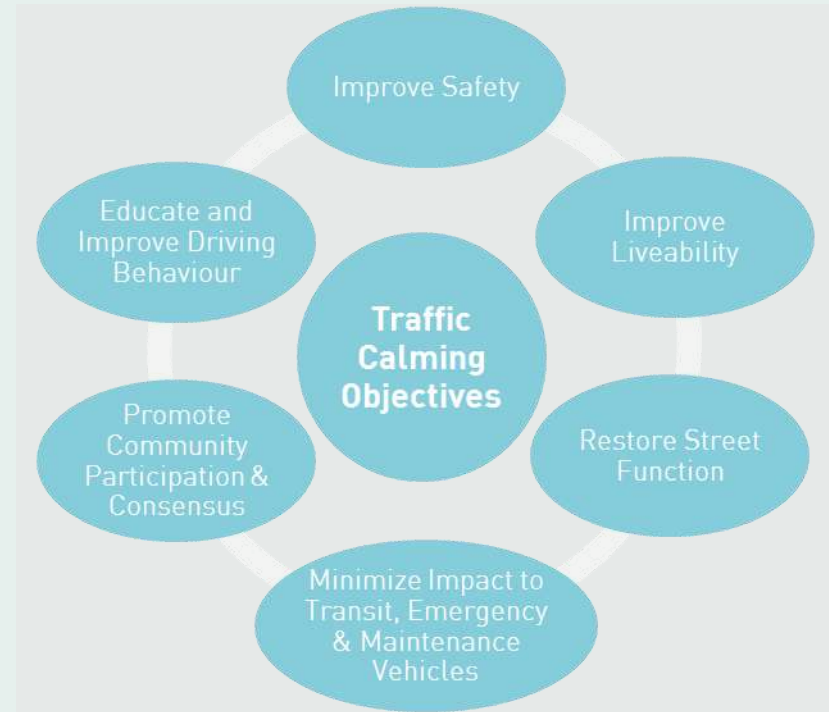 Improve Safety
Improve
Liveability
Restore Street
Function
Minimize Impact to
Transit, Emergency
& Maintenance
Vehicles
Promote
Community
Participation &
Consensus
Educate and
Improve Driving
Behaviour
Traffic
Calming
Objectives